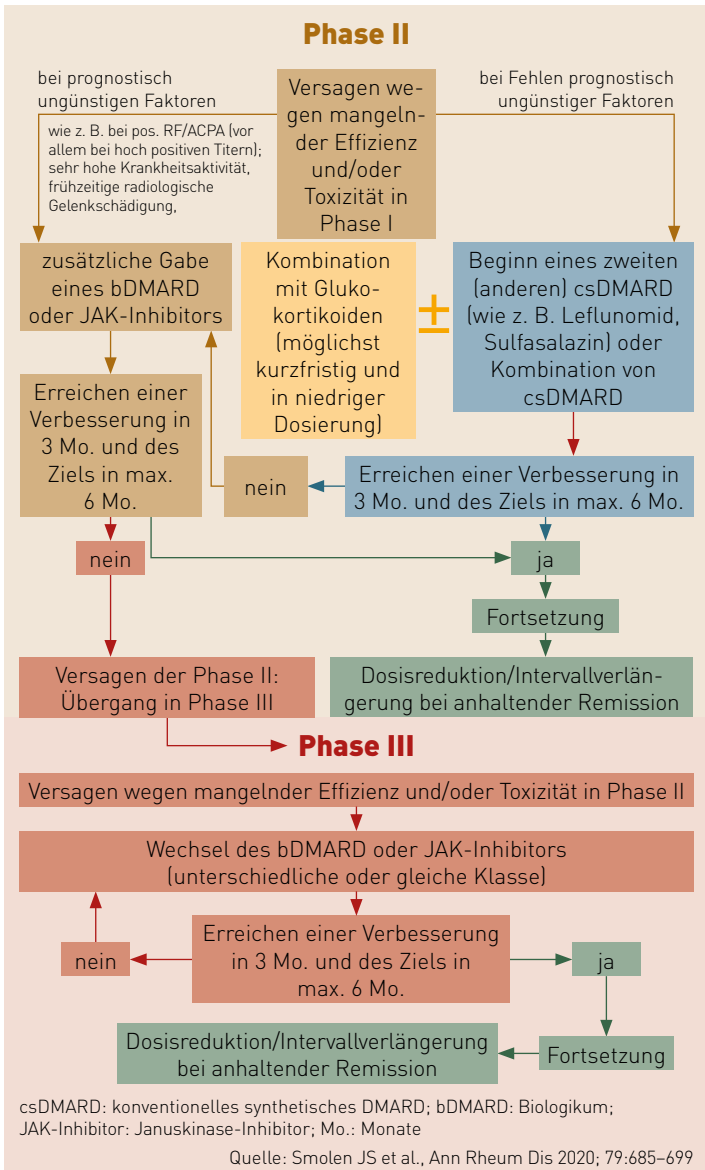 Phase II
bei prognostisch
ungünstigen Faktoren
wie z. B. bei pos. RF/ACPA (vor
allem bei hoch positiven Titern);
sehr hohe Krankheitsaktivität,
frühzeitige radiologische
Gelenkschädigung,
Versagen we-
gen mangeln-
der Effizienz
und/oder
Toxizität in
Phase I
bei Fehlen prognostisch
ungünstiger Faktoren
zusätzliche Gabe
eines bDMARD
oder JAK-Inhibitors
Kombination
mit Gluko-
kortikoiden
(möglichst
kurzfristig und
in niedriger
Dosierung)
±
Beginn eines zweiten
(anderen) csDMARD
(wie z. B. Leflunomid,
Sulfasalazin) oder
Kombination von
csDMARD
Erreichen einer
Verbesserung in
3 Mo. und des
Ziels in max.
6 Mo.
nein
Erreichen einer Verbesserung in
3 Mo. und des Ziels in max. 6 Mo.
nein
ja
Fortsetzung
Versagen der Phase II:
Übergang in Phase III
Dosisreduktion/Intervallverlän-
gerung bei anhaltender Remission
Phase III
Versagen wegen mangelnder Effizienz und/oder Toxizität in Phase II
Wechsel des bDMARD oder JAK-Inhibitors
(unterschiedliche oder gleiche Klasse)
nein
Erreichen einer Verbesserung
in 3 Mo. und des Ziels in
max. 6 Mo.
ja
Dosisreduktion/Intervallverlängerung
bei anhaltender Remission
Fortsetzung
csDMARD: konventionelles synthetisches DMARD; bDMARD: Biologikum;
JAK-Inhibitor: Januskinase-Inhibitor; Mo.: Monate
Quelle: Smolen JS et al., Ann Rheum Dis 2020; 79:685–699